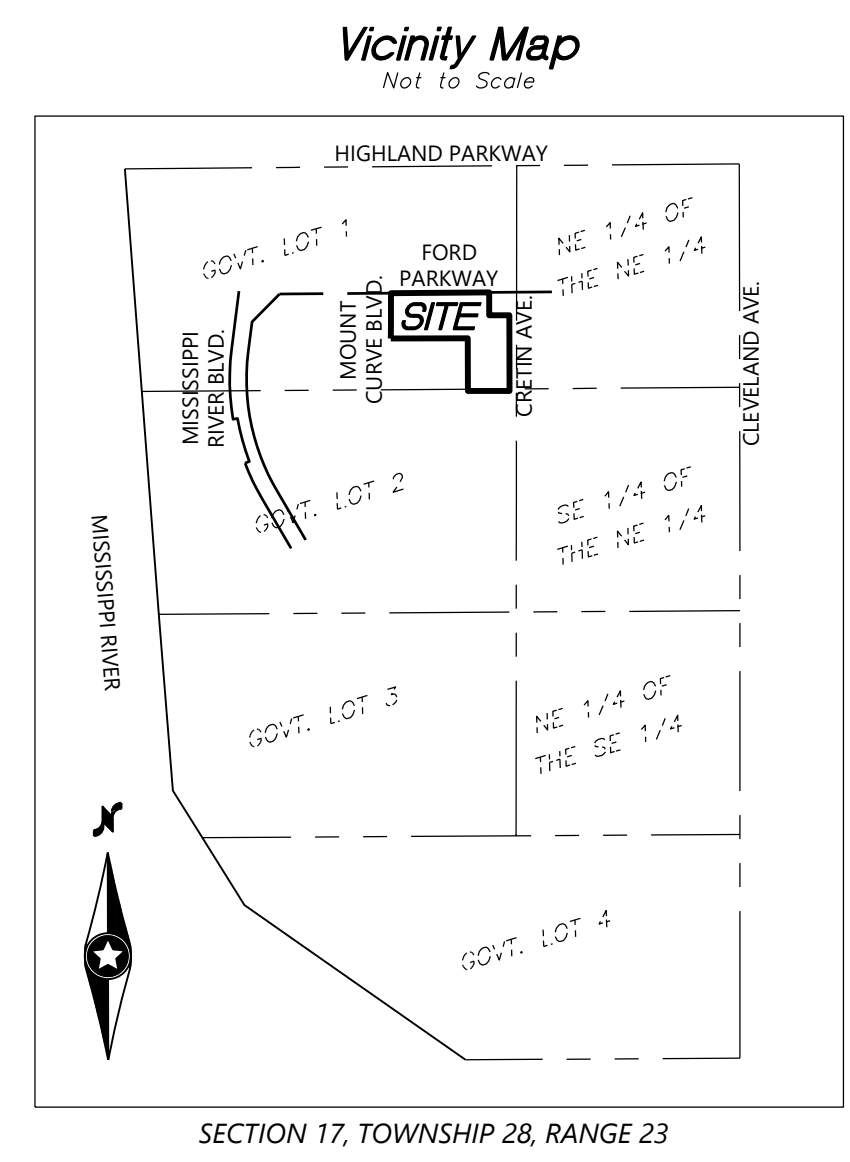 Vicinity Map
Not to Scale
HIGHLAND PARKWAY
GOVT. LOT 1
NE 1/4 OF
THE NE 1/4
FORD
PARKWAY
SITE
MOUNT
CURVE BLVD.
CRETIN AVE.
CLEVELAND AVE.
MISSISSIPPI
RIVER BLVD.
GOVT. LOT 2
SE 1/4 OF
THE NE 1/4
MISSISSIPPI RIVER
GOVT. LOT 3
NE 1/4 OF
THE SE 1/4
N
GOVT. LOT 4
SECTION 17, TOWNSHIP 28, RANGE 23